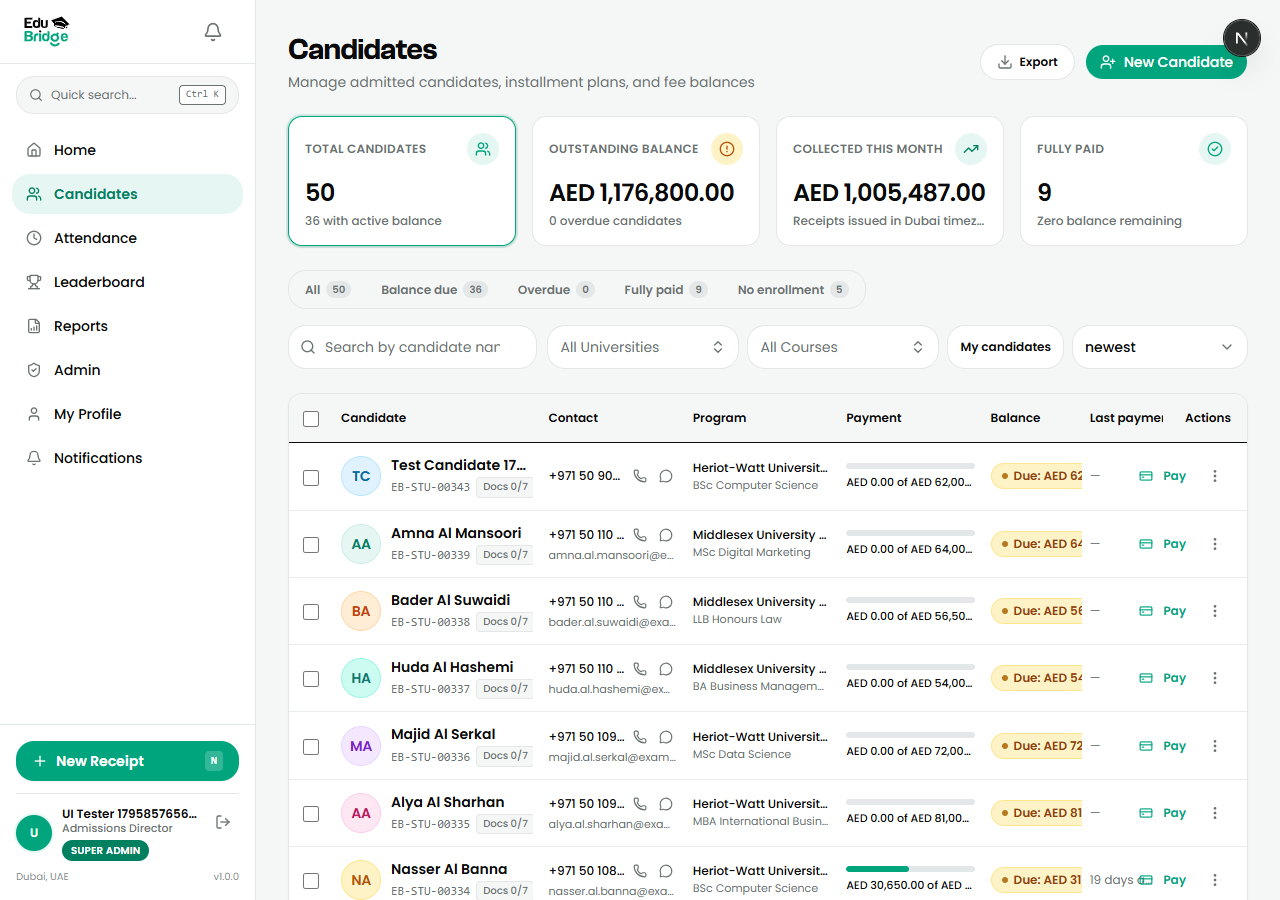 Edu
Bridge
Quick search...
Ctrl K
Home
Candidates
Attendance
Leaderboard
Reports
Admin
My Profile
Notifications
New Receipt
N
U
UI Tester 1795857656...
Admissions Director
SUPER ADMIN
Dubai, UAE
v1.0.0
Candidates
Manage admitted candidates, installment plans, and fee balances
Export
New Candidate
N
TOTAL CANDIDATES
50
36 with active balance
OUTSTANDING BALANCE
AED 1,176,800.00
0 overdue candidates
COLLECTED THIS MONTH
AED 1,005,487.00
Receipts issued in Dubai timez...
FULLY PAID
9
Zero balance remaining
All 50
Balance due 36
Overdue 0
Fully paid 9
No enrollment 5
Search by candidate nar
All Universities
All Courses
My candidates
newest
Candidate Contact Program Payment Balance Last paymer Actions
TC
Test Candidate 17...
EB-STU-00343 Docs 0/7
+971 50 90...
Heriot-Watt Universit...
BSc Computer Science
AED 0.00 of AED 62,00...
Due: AED 62
—
Pay
AA
Amna Al Mansoori
EB-STU-00339 Docs 0/7
+971 50 110 ...
amna.al.mansoori@e...
Middlesex University ...
MSc Digital Marketing
AED 0.00 of AED 64,00...
Due: AED 64
—
Pay
BA
Bader Al Suwaidi
EB-STU-00338 Docs 0/7
+971 50 110 ...
bader.al.suwaidi@exa...
Middlesex University ...
LLB Honours Law
AED 0.00 of AED 56,50...
Due: AED 56
—
Pay
HA
Huda Al Hashemi
EB-STU-00337 Docs 0/7
+971 50 110 ...
huda.al.hashemi@ex...
Middlesex University ...
BA Business Managem...
AED 0.00 of AED 54,00...
Due: AED 54
—
Pay
MA
Majid Al Serkal
EB-STU-00336 Docs 0/7
+971 50 109...
majid.al.serkal@exam...
Heriot-Watt Universit...
MSc Data Science
AED 0.00 of AED 72,00...
Due: AED 72
—
Pay
AA
Alya Al Sharhan
EB-STU-00335 Docs 0/7
+971 50 109...
alya.al.sharhan@exa...
Heriot-Watt Universit...
MBA International Busin...
AED 0.00 of AED 81,00...
Due: AED 81
—
Pay
NA
Nasser Al Banna
EB-STU-00334 Docs 0/7
+971 50 108...
nasser.al.banna@exa...
Heriot-Watt Universit...
BSc Computer Science
AED 30,650.00 of AED ...
Due: AED 31
19 days
Pay